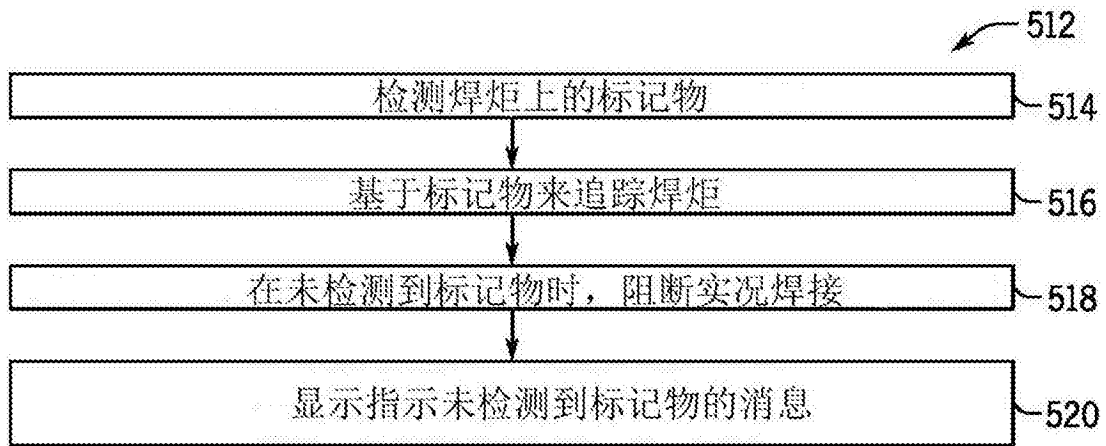 512
检测焊炬上的标记物
514
基于标记物来追踪焊炬
516
在未检测到标记物时，阻断实况焊接
518
显示指示未检测到标记物的消息
520